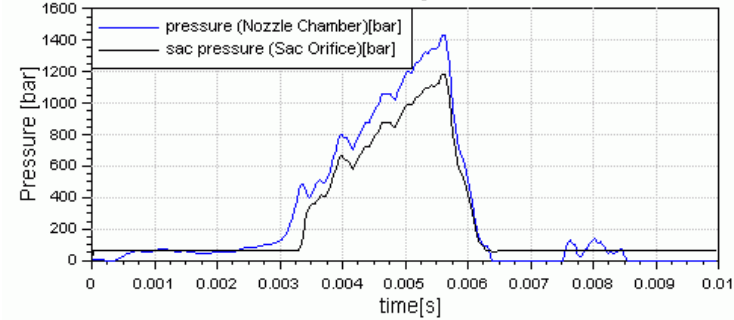 pressure (Nozzle Chamber)[bar]
sac pressure (Sac Orifice)[bar]
Pressure [bar]
1600
1400
1200
1000
800
600
400
200
0
0 0.001 0.002 0.003 0.004 0.005 0.006 0.007 0.008 0.009 0.01
time[s]